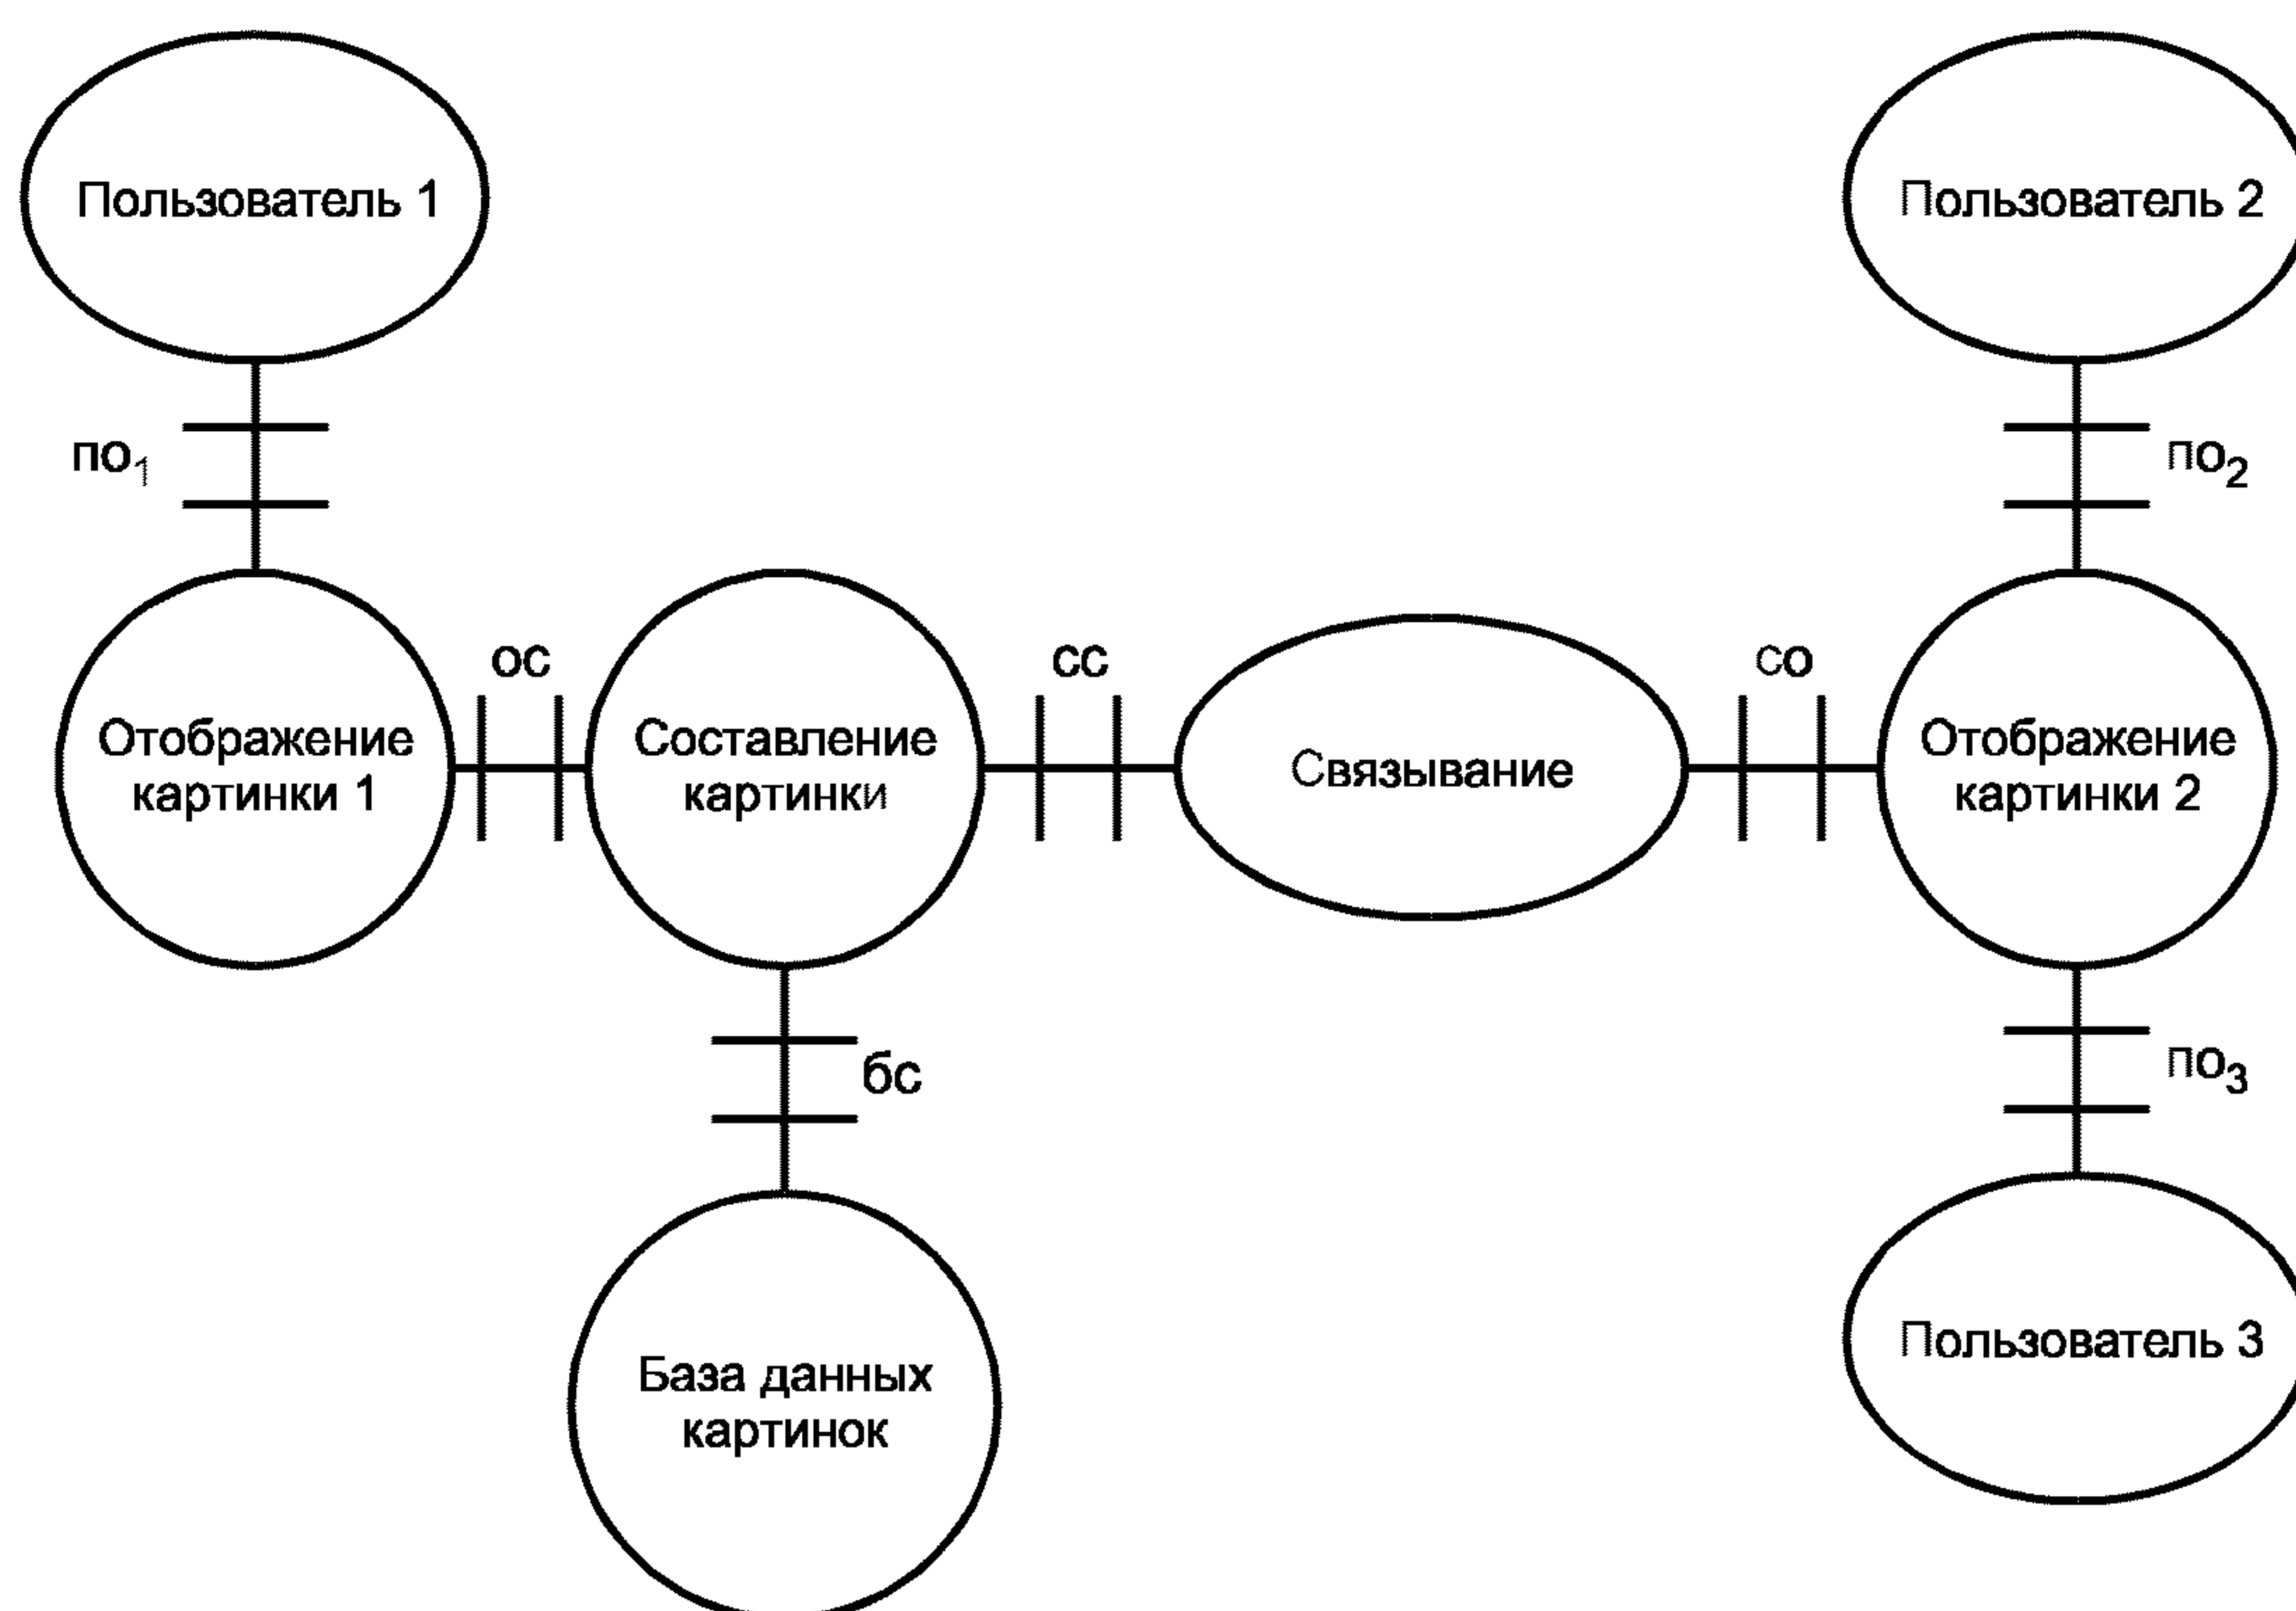 Пользователь 1
Пользователь 2
по₁
по₂
ос
сс
со
Отображение
картинки 1
Составление
картинки
Связывание
Отображение
картинки 2
бс
по₃
База данных
картинок
Пользователь 3